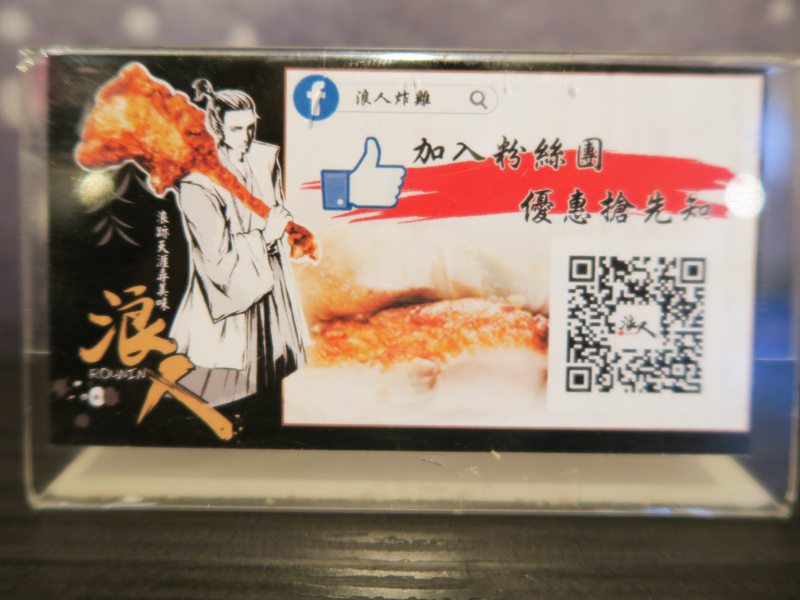 浪人炸雞
加入粉絲團
優惠搶先知
浪跡天涯尋美味
浪人
ROUNIN
浪人